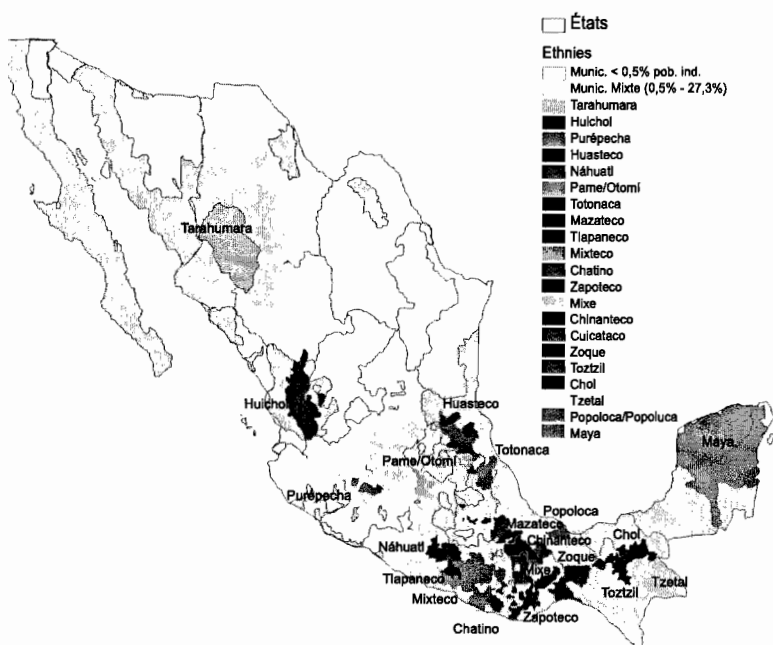 États
Ethnies
Munic. < 0,5% pob. ind.
Munic. Mixte (0,5% - 27,3%)
Tarahumara
Huichol
Purépecha
Huasteco
Náhuatl
Pame/Otomí
Totonaca
Mazateco
Tlapaneco
Mixteco
Chatino
Zapoteco
Mixe
Chinanteco
Cuicataco
Zoque
Toztzil
Chol
Tzetal
Popoloca/Popoluca
Maya
Tarahumara
Huichol
Huasteco
Maya
Pame/Otomí
Totonaca
Purépecha
Popoloca
Mazateco
Náhuatl
Chinanteco
Chol
Zoque
Mixe
Tlapaneco
Tzetal
Mixteco
Toztzil
Zapoteco
Chatino